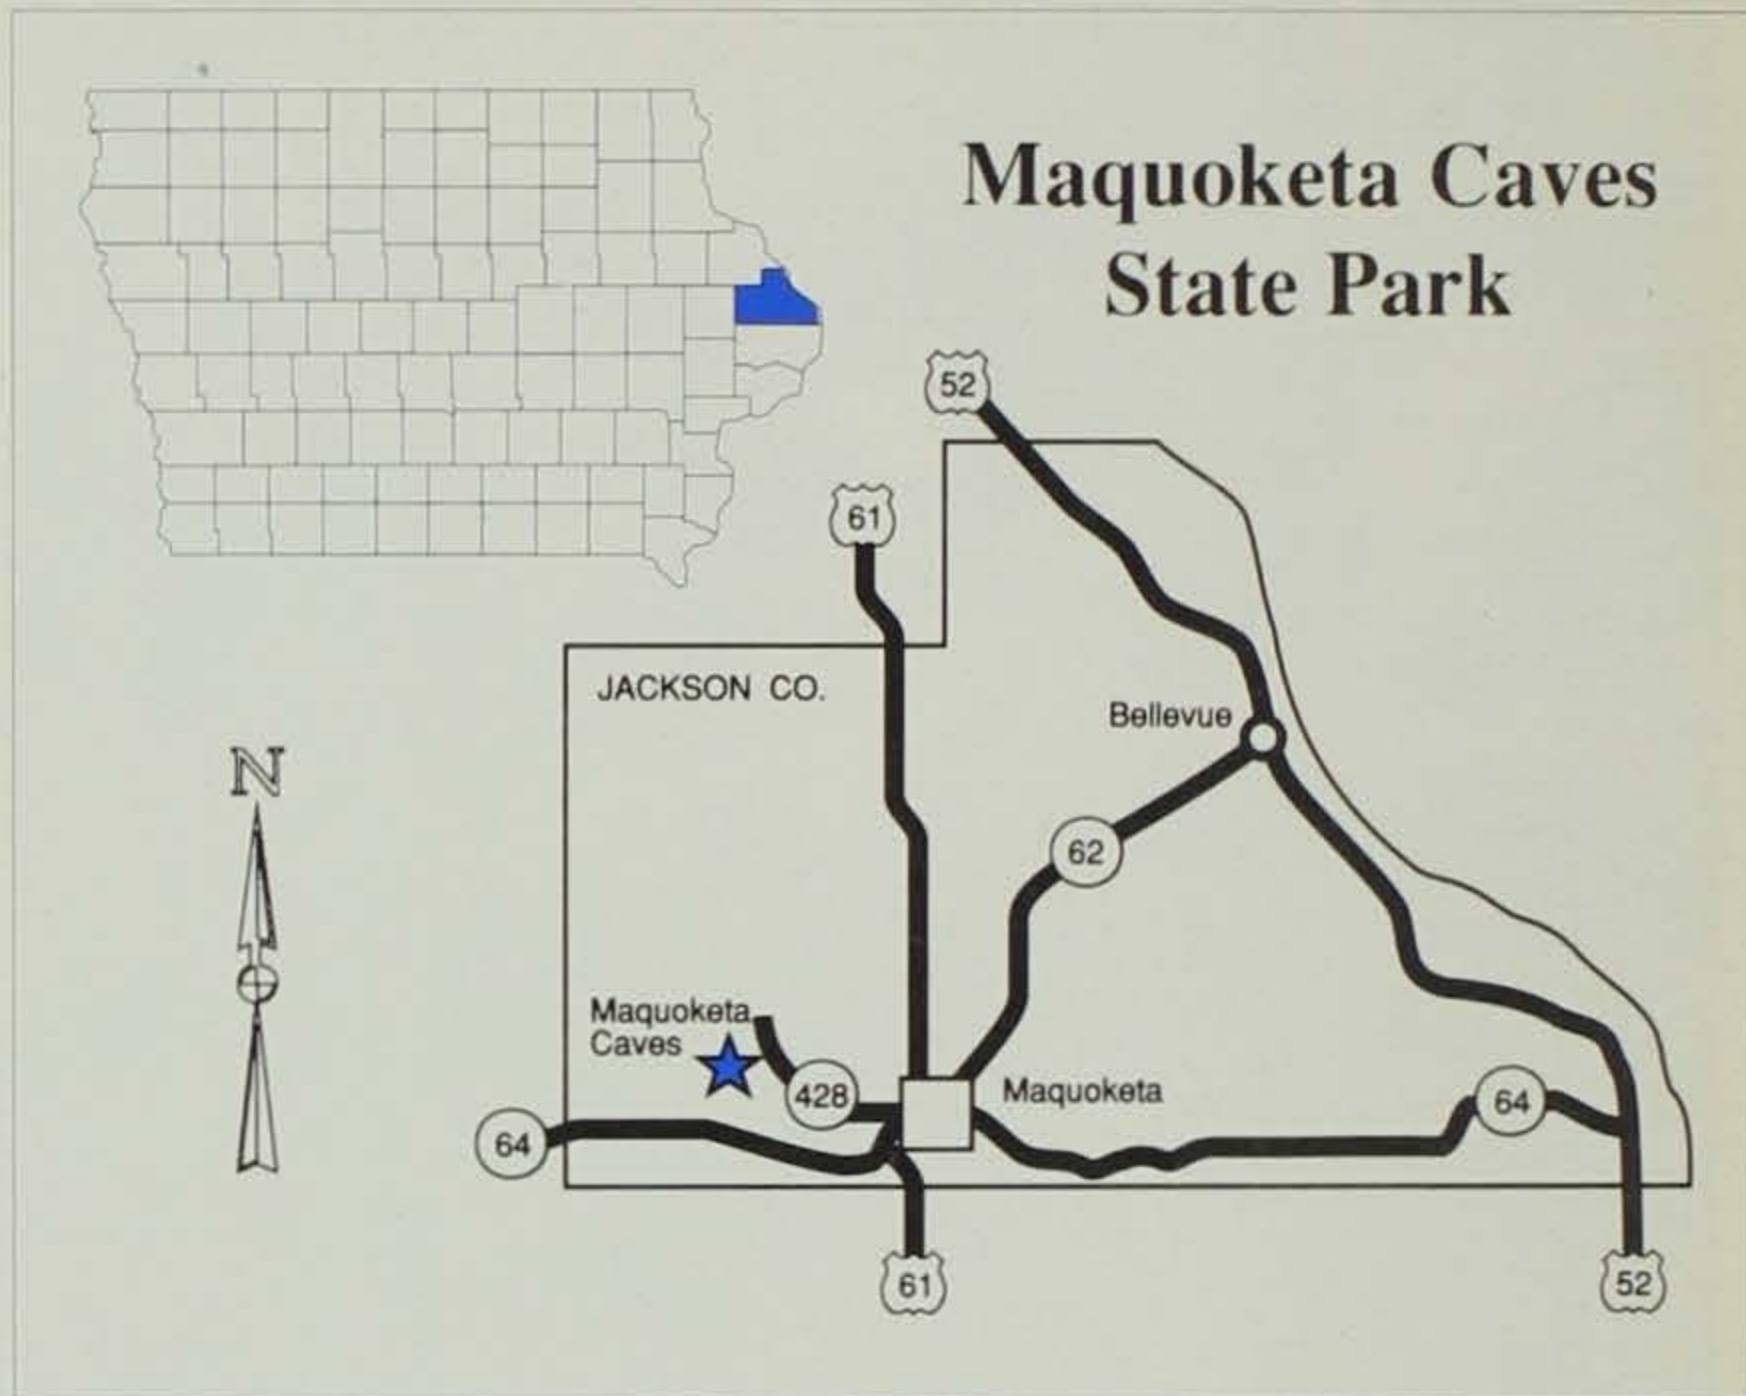 Maquoketa Caves
State Park
52
61
JACKSON CO.
Bellevue
N
62
Maquoketa
Caves
428
Maquoketa
64
64
61
52